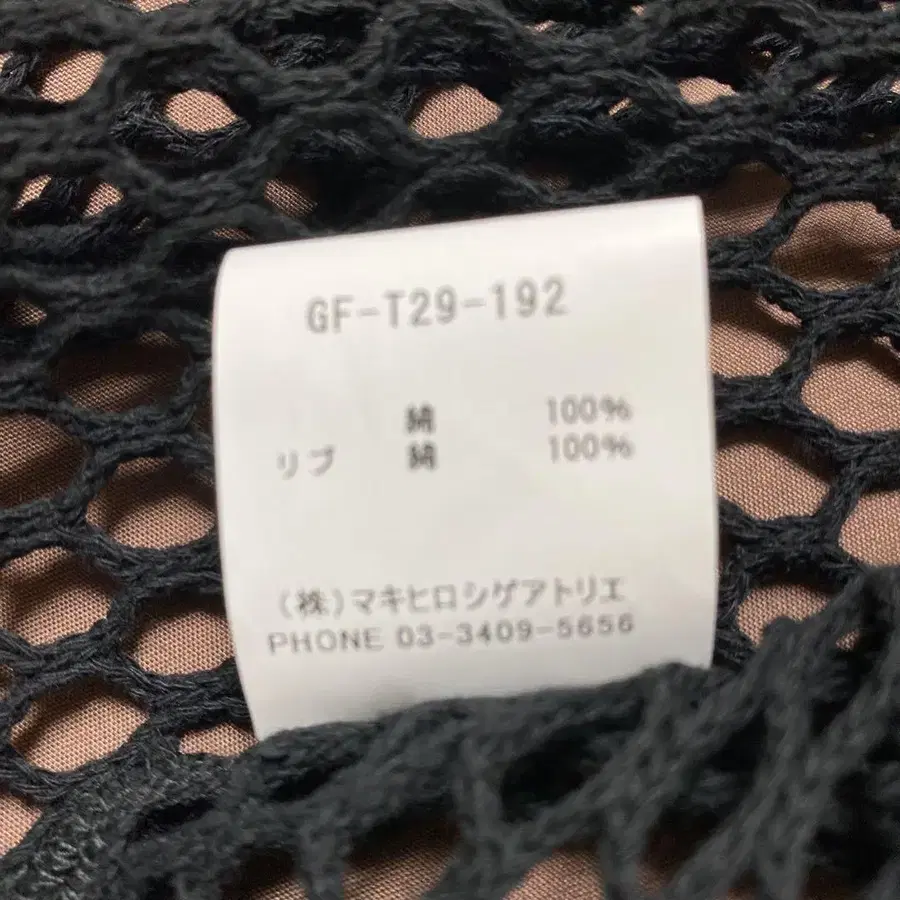 GF-T29-192
綿 100%
リブ 綿 100%
(株)マキヒロシゲアトリエ
PHONE 03-3409-5656